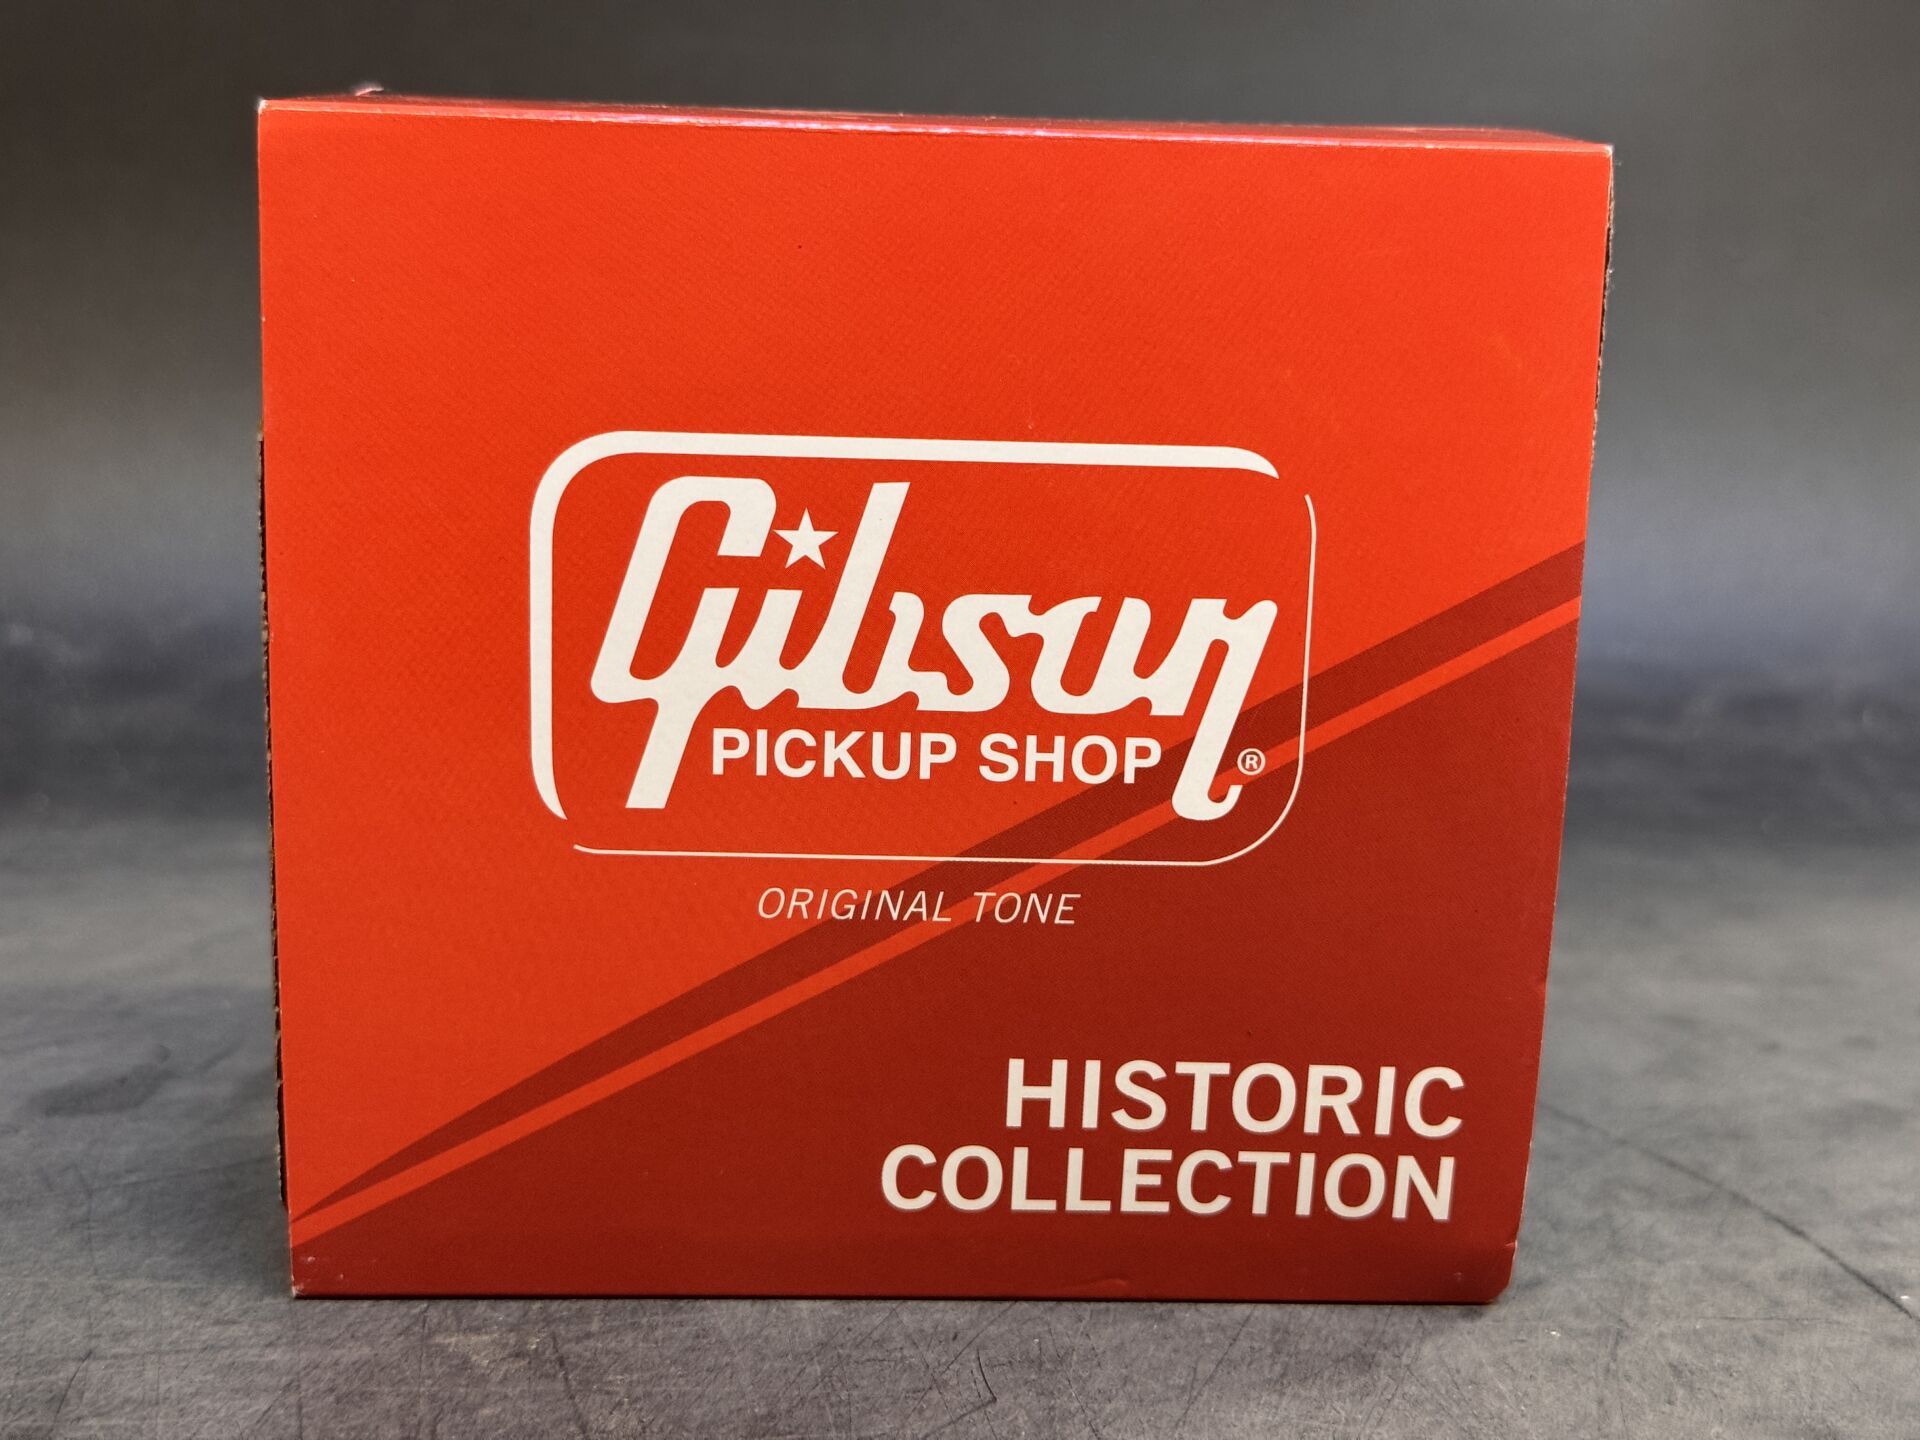 Gibson
PICKUP SHOP ®
ORIGINAL TONE
HISTORIC
COLLECTION